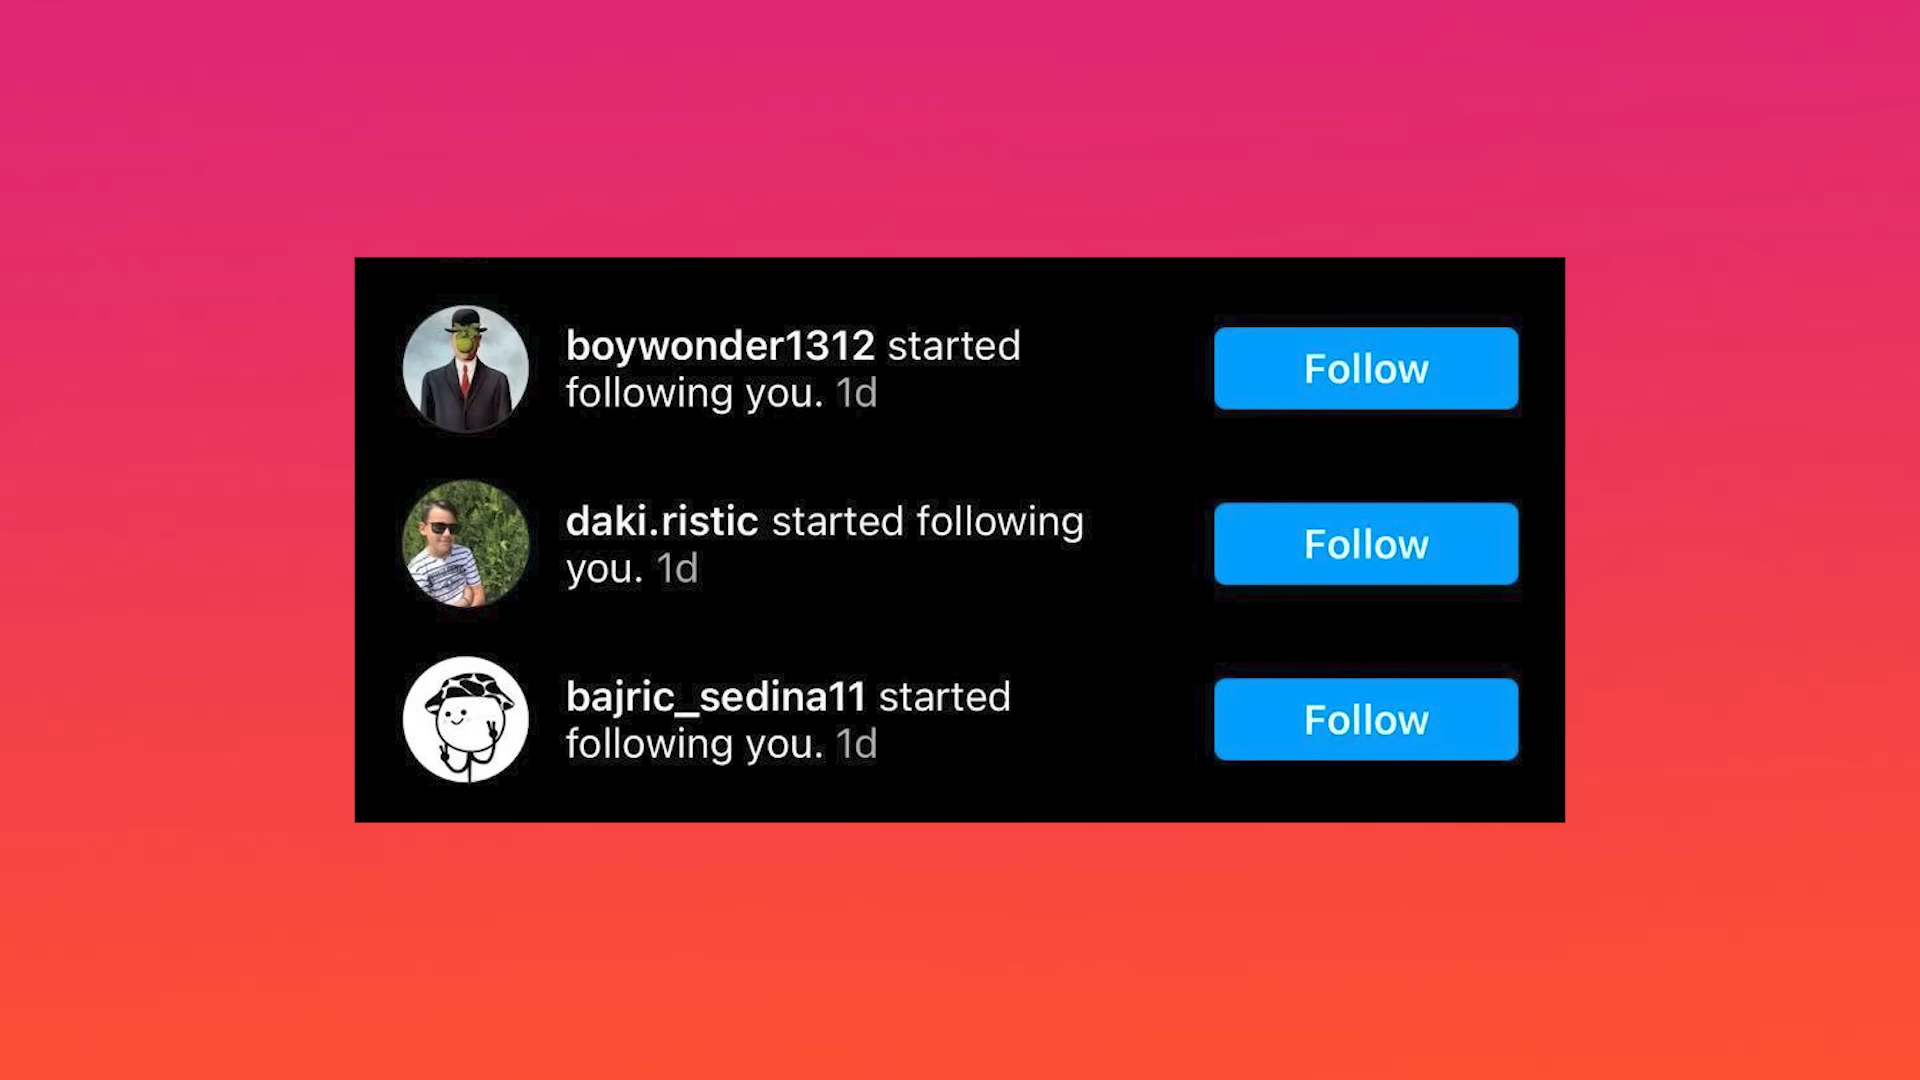 boywonder1312 started
following you. 1d
Follow
daki.ristic started following
you. 1d
Follow
bajric_sedina11 started
following you. 1d
Follow